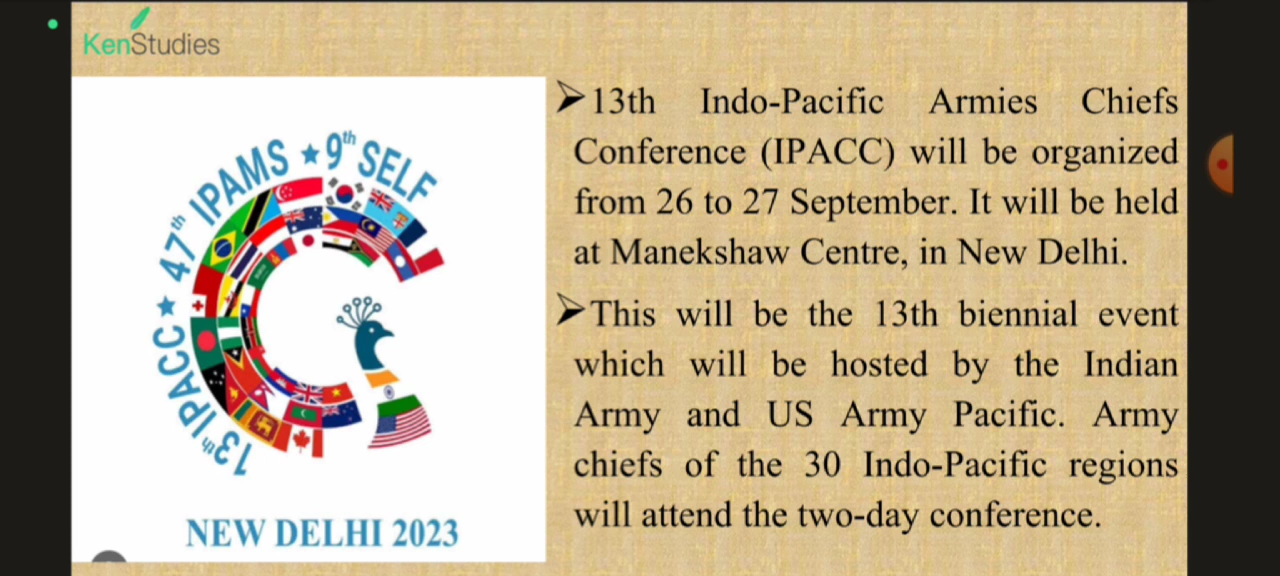 KenStudies
13th IPACC ★ 47th IPAMS ★ 9th SELF
NEW DELHI 2023
➢13th Indo-Pacific Armies Chiefs
Conference (IPACC) will be organized
from 26 to 27 September. It will be held
at Manekshaw Centre, in New Delhi.
➢This will be the 13th biennial event
which will be hosted by the Indian
Army and US Army Pacific. Army
chiefs of the 30 Indo-Pacific regions
will attend the two-day conference.